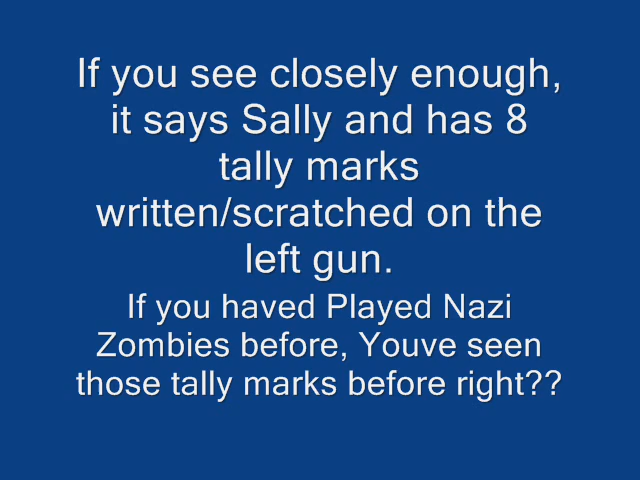 If you see closely enough,
it says Sally and has 8
tally marks
written/scratched on the
left gun.
If you haved Played Nazi
Zombies before, Youve seen
those tally marks before right??